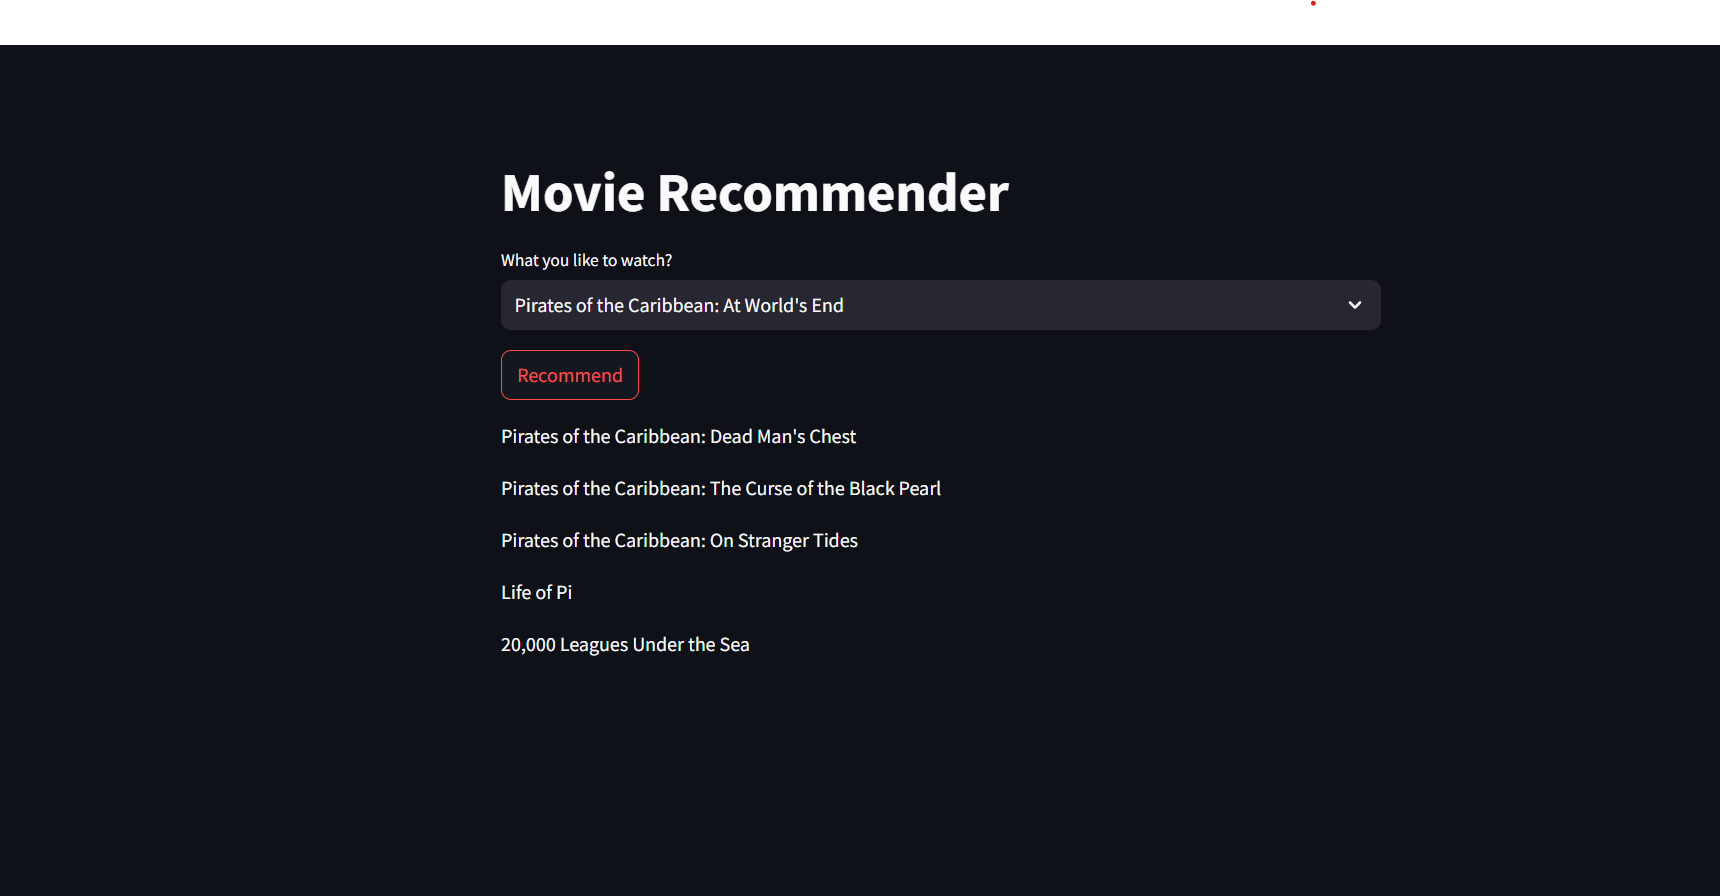 Movie Recommender
What you like to watch?
Pirates of the Caribbean: At World's End
Recommend
Pirates of the Caribbean: Dead Man's Chest
Pirates of the Caribbean: The Curse of the Black Pearl
Pirates of the Caribbean: On Stranger Tides
Life of Pi
20,000 Leagues Under the Sea